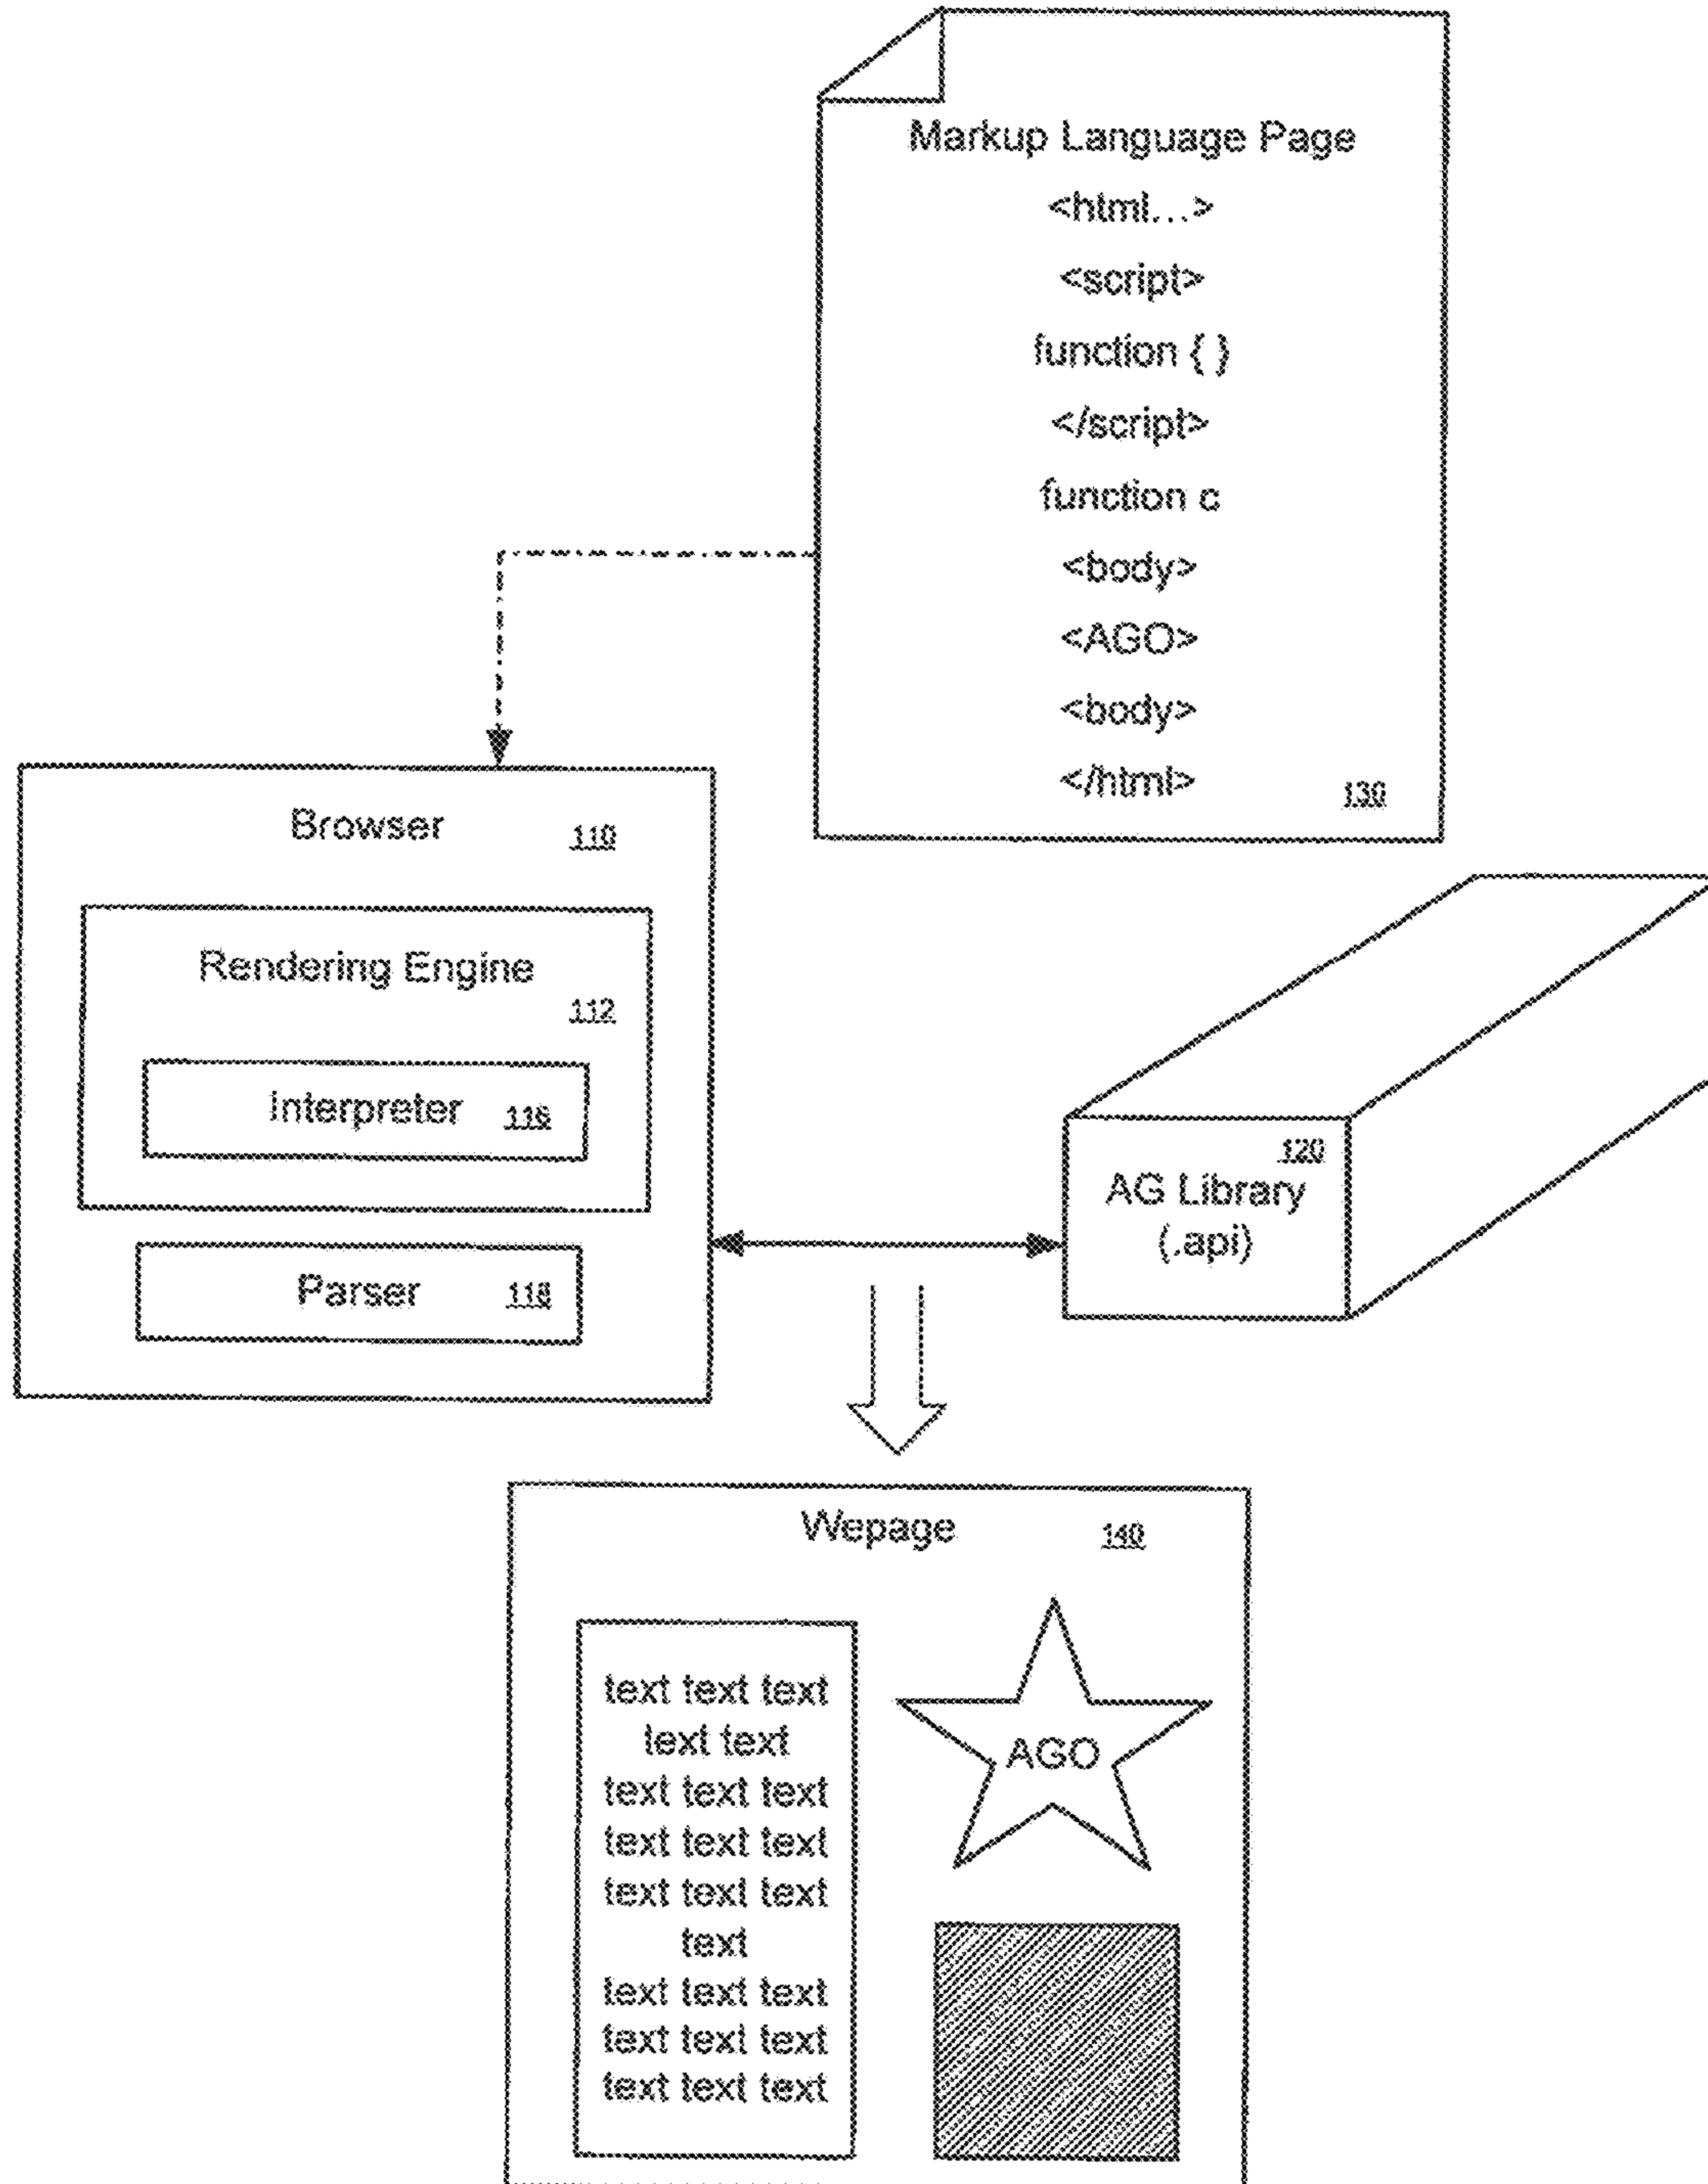 Markup Language Page
<html...>
<script>
function { }
</script>
function c
<body>
<AGO>
<body>
</html>
130
Browser 110
Rendering Engine
112
Interpreter 116
Parser 118
120
AG Library
(.api)
Wepage 140
text text text
text text
text text text
text text text
text text text
text
text text text
text text text
text text text
AGO